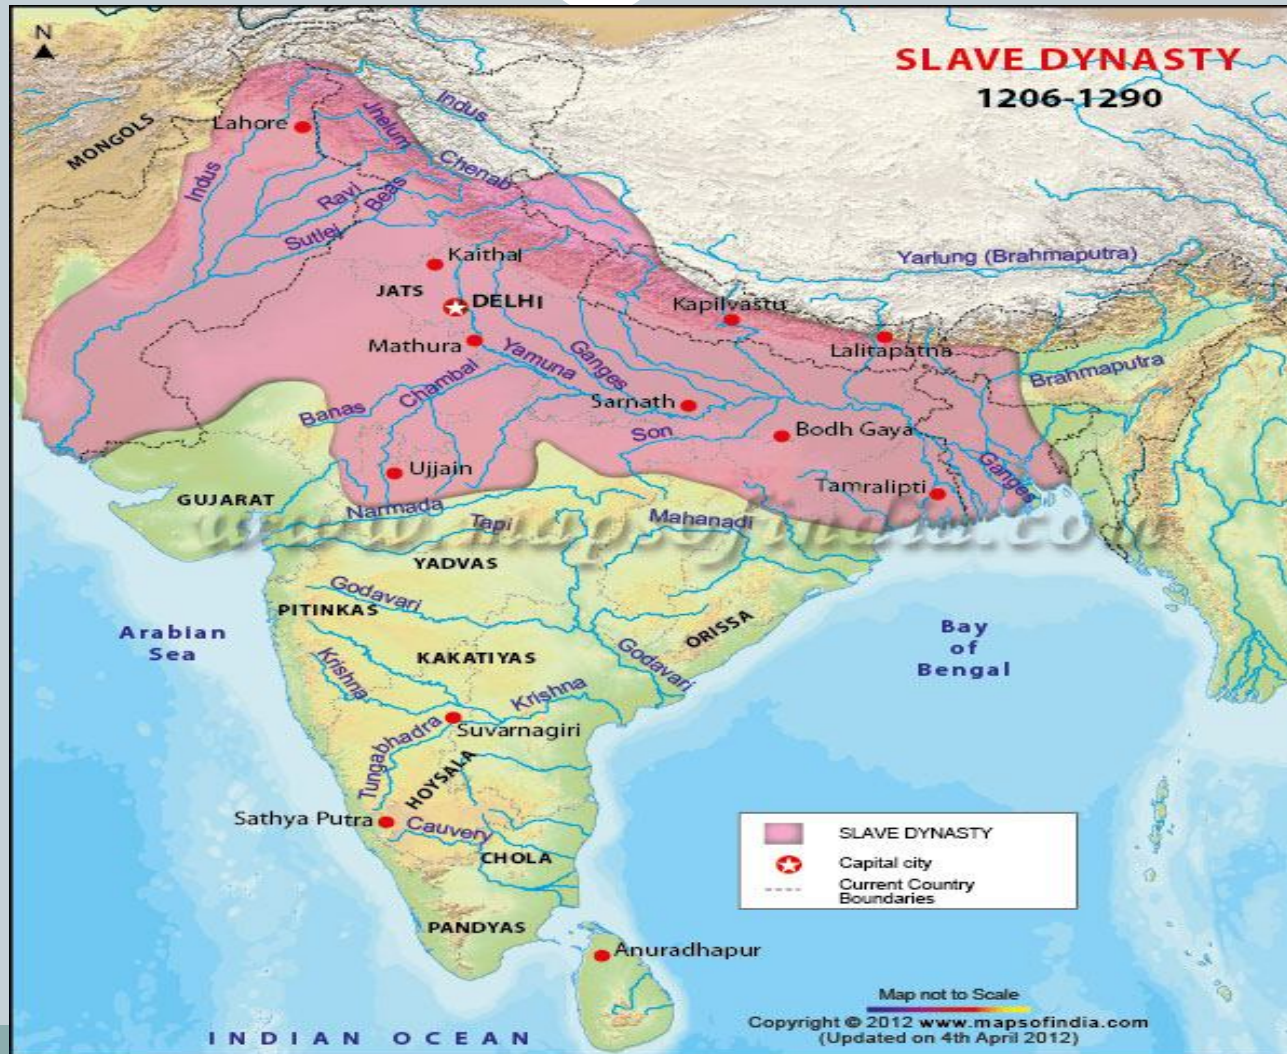 SLAVE DYNASTY
1206-1290
N
MONGOLS
Lahore
Jhelum
Indus
Chenab
Indus
Ravi
Beas
Sutlej
Kaithal
JATS
DELHI
Mathura
Yarlung (Brahmaputra)
Kapilvastu
Lalitapatna
Brahmaputra
Yamuna
Ganges
Chambal
Banas
Sarnath
Son
Bodh Gaya
Ujjain
Tamralipti
Ganges
GUJARAT
Narmada
Tapi
Mahanadi
www.mapsofindia.com
YADVAS
Godavari
PITINKAS
ORISSA
Arabian
Sea
Bay
of
Bengal
KAKATIYAS
Godavari
Krishna
Krishna
Suvarnagiri
Tungabhadra
HOYSALA
Sathya Putra
Cauvery
CHOLA
PANDYAS
Anuradhapur
SLAVE DYNASTY
Capital city
Current Country
Boundaries
Map not to Scale
Copyright © 2012 www.mapsofindia.com
(Updated on 4th April 2012)
INDIAN OCEAN